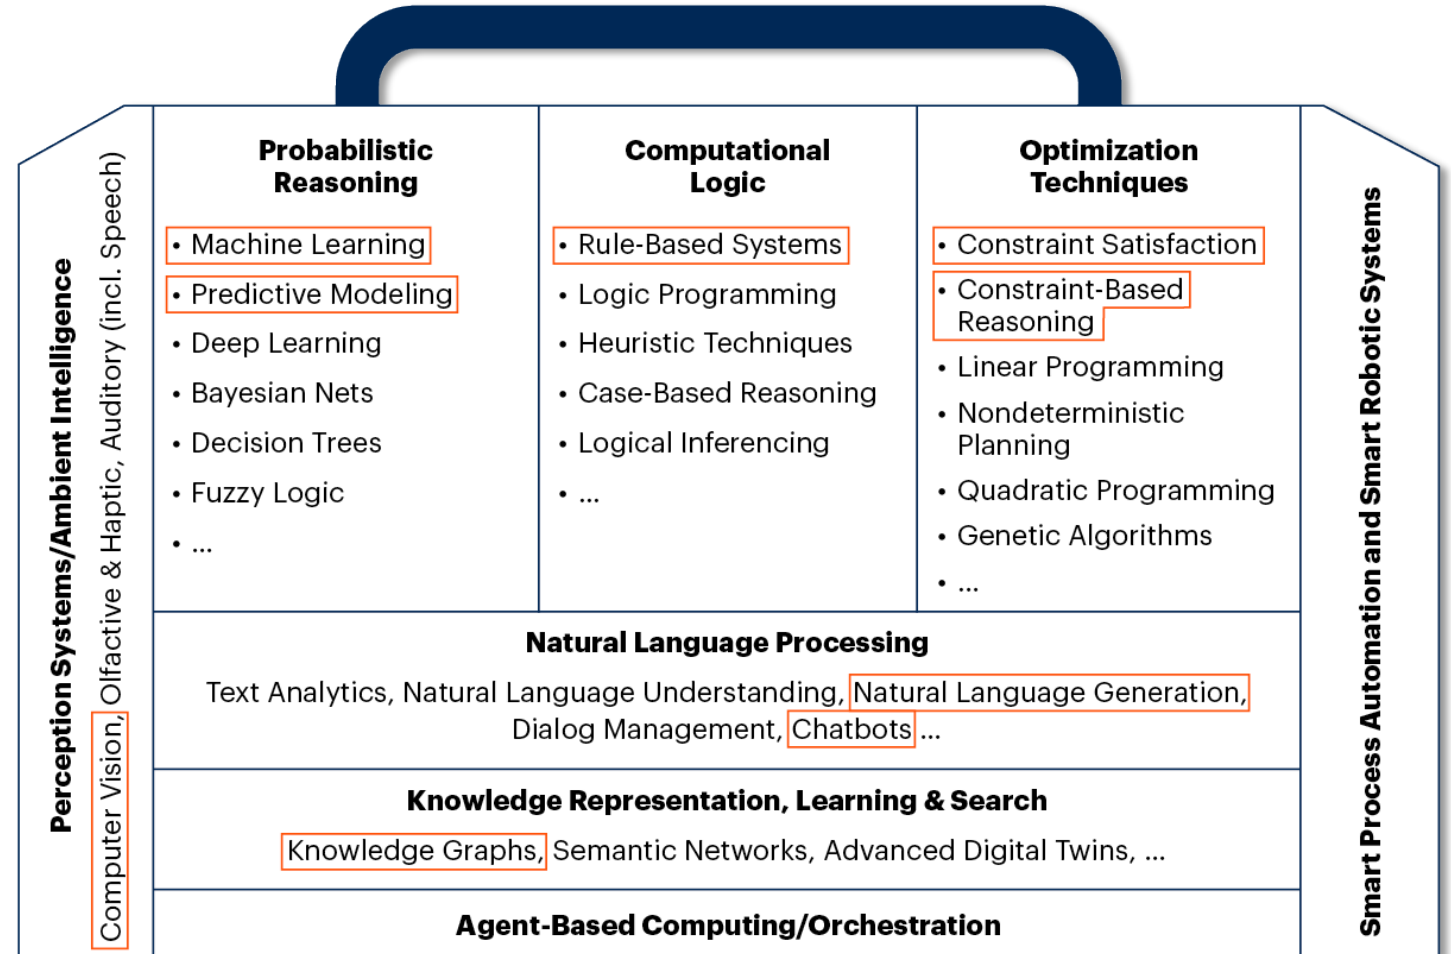 Perception Systems/Ambient Intelligence
Computer Vision, Olfactive & Haptic, Auditory (incl. Speech)
Probabilistic
Reasoning
• Machine Learning
• Predictive Modeling
• Deep Learning
• Bayesian Nets
• Decision Trees
• Fuzzy Logic
• ...
Computational
Logic
• Rule-Based Systems
• Logic Programming
• Heuristic Techniques
• Case-Based Reasoning
• Logical Inferencing
• ...
Optimization
Techniques
• Constraint Satisfaction
• Constraint-Based
Reasoning
• Linear Programming
• Nondeterministic
Planning
• Quadratic Programming
• Genetic Algorithms
• ...
Natural Language Processing
Text Analytics, Natural Language Understanding, Natural Language Generation,
Dialog Management, Chatbots ...
Knowledge Representation, Learning & Search
Knowledge Graphs, Semantic Networks, Advanced Digital Twins, ...
Agent-Based Computing/Orchestration
Smart Process Automation and Smart Robotic Systems